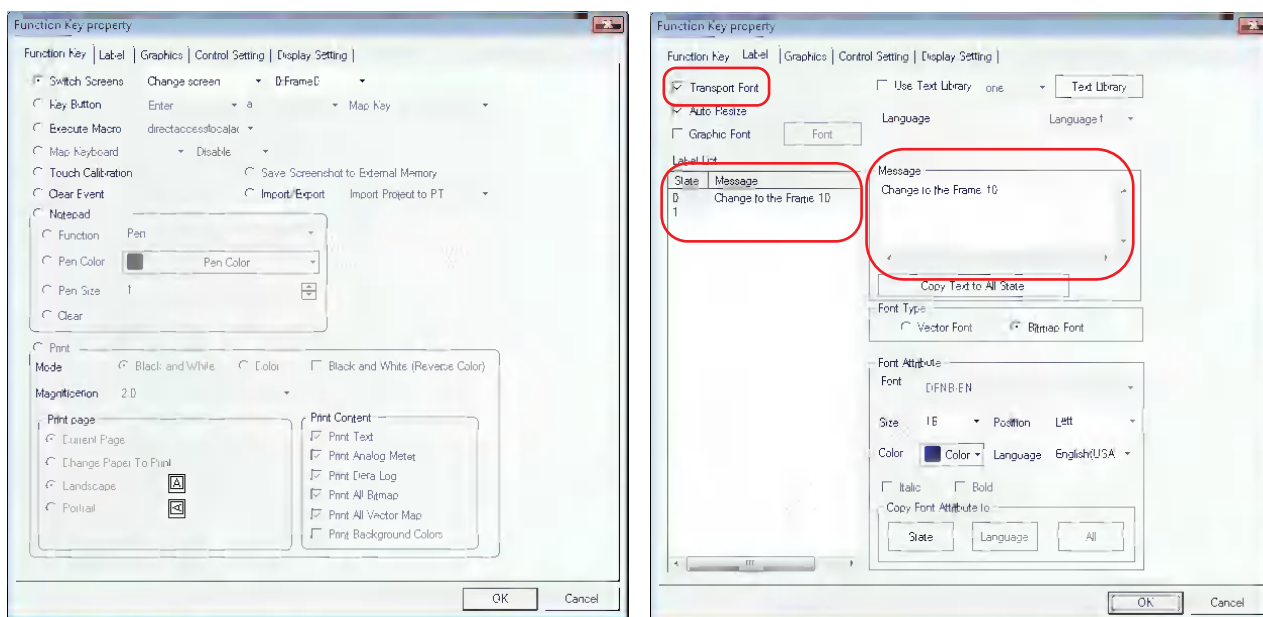 Function Key property
Function Key | Label | Graphics | Control Setting | Display Setting |
Switch Screens Change screen 0:Frame0
Key Button Enter a Map Key
Execute Macro directaccesslocalac
Map Keyboard Disable
Touch Calibration Save Screenshot to External Memory
Clear Event Import/Export Import Project to PT
Notepad
Function Pen
Pen Color Pen Color
Pen Size 1
Clear
Print
Mode Black and White Color Black and White (Reverse Color)
Magnification 2.0
Print page
Current Page
Change Paper To Print
Landscape A
Portrait A
Print Content
Print Text
Print Analog Meter
Print Data Log
Print All Bitmap
Print All Vector Map
Print Background Colors
OK Cancel
Function Key property
Function Key Label | Graphics | Control Setting | Display Setting |
Transport Font
Auto Resize
Graphic Font Font
Use Text Library one Text Library
Language Language1
Label List
State Message
0 Change to the Frame 10
1
Message
Change to the Frame 10
Copy Text to All State
Font Type
Vector Font Bitmap Font
Font Attribute
Font DFNB-EN
Size 16 Position Left
Color Color Language English(USA)
Italic Bold
Copy Font Attribute to
State Language All
OK Cancel